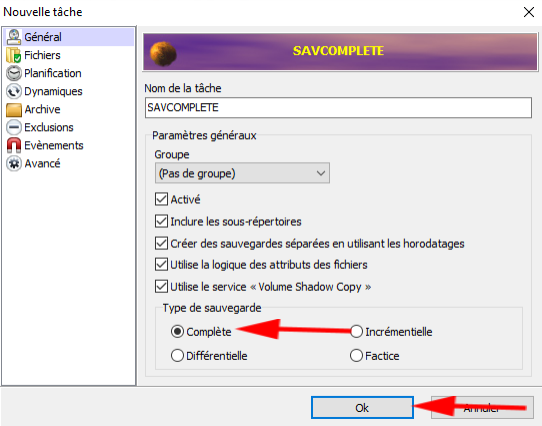 Nouvelle tâche
Général
Fichiers
Planification
Dynamiques
Archive
Exclusions
Evènements
Avancé
SAVCOMPLETE
Nom de la tâche
SAVCOMPLETE
Paramètres généraux
Groupe
(Pas de groupe)
Activé
Inclure les sous-répertoires
Créer des sauvegardes séparées en utilisant les horodatages
Utilise la logique des attributs des fichiers
Utilise le service « Volume Shadow Copy »
Type de sauvegarde
Complète
Incrémentielle
Différentielle
Factice
Ok
Annuler